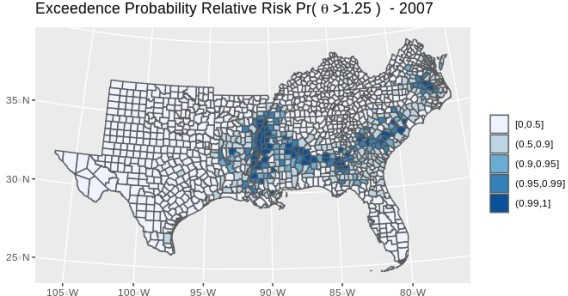 Exceedence Probability Relative Risk Pr( θ >1.25 )  - 2007
35°N
30°N
25°N
105°W
100°W
95°W
90°W
85°W
80°W
[0,0.5]
(0.5,0.9]
(0.9,0.95]
(0.95,0.99]
(0.99,1]